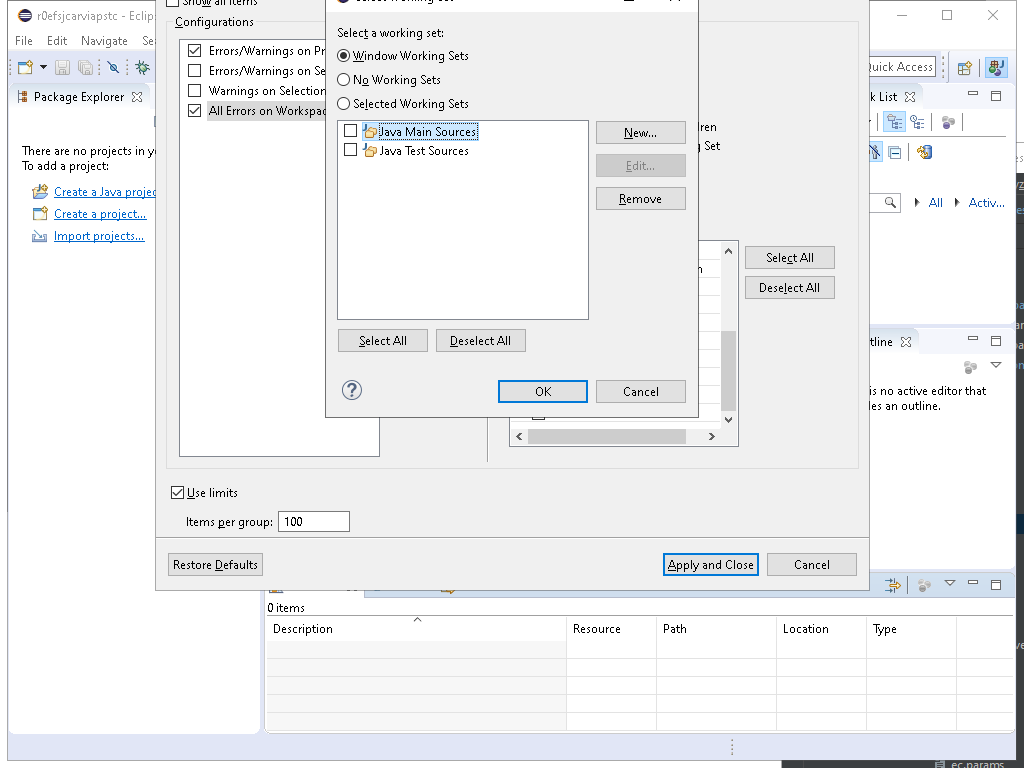 r0efsjcarviapstc - Eclip
File Edit Navigate Se
Quick Access
Package Explorer
There are no projects in y
To add a project:
Create a Java projec
Create a project...
Import projects...
Show all items
Configurations
Errors/Warnings on Pr
Errors/Warnings on Se
Warnings on Selection
All Errors on Workspac
Select a working set:
Window Working Sets
No Working Sets
Selected Working Sets
Java Main Sources
Java Test Sources
New...
Edit...
Remove
Select All
Deselect All
OK
Cancel
Select All
Deselect All
Use limits
Items per group: 100
Restore Defaults
Apply and Close
Cancel
k List
All
Activ...
tline
is no active editor that
les an outline.
0 items
Description Resource Path Location Type
ec.params